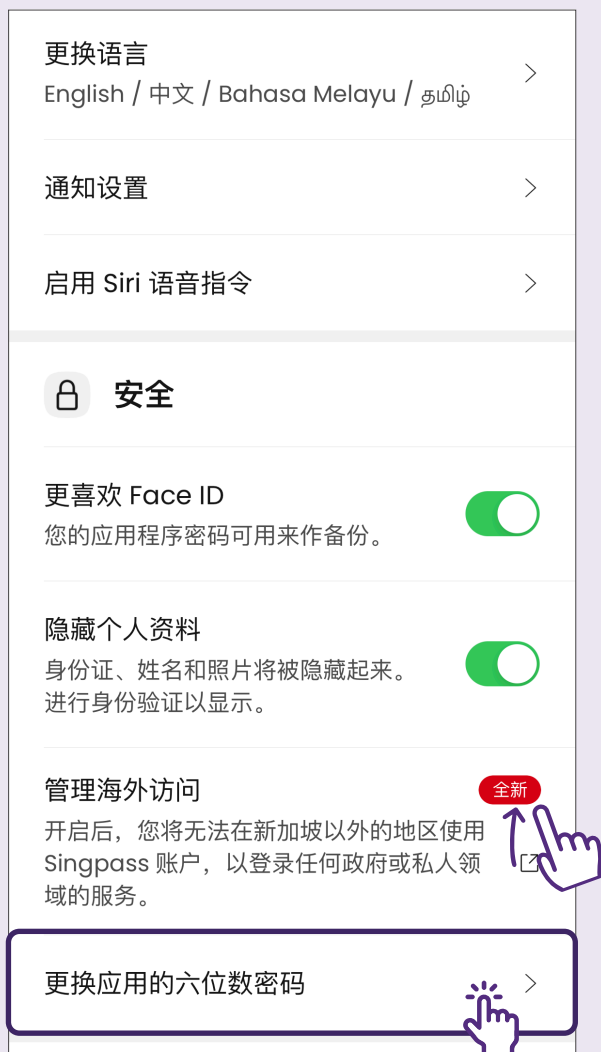 更换语言
English / 中文 / Bahasa Melayu / தமிழ்
通知设置
启用 Siri 语音指令
安全
更喜欢 Face ID
您的应用程序密码可用来作备份。
隐藏个人资料
身份证、姓名和照片将被隐藏起来。
进行身份验证以显示。
管理海外访问
全新
开启后，您将无法在新加坡以外的地区使用
Singpass 账户，以登录任何政府或私人领
域的服务。
更换应用的六位数密码